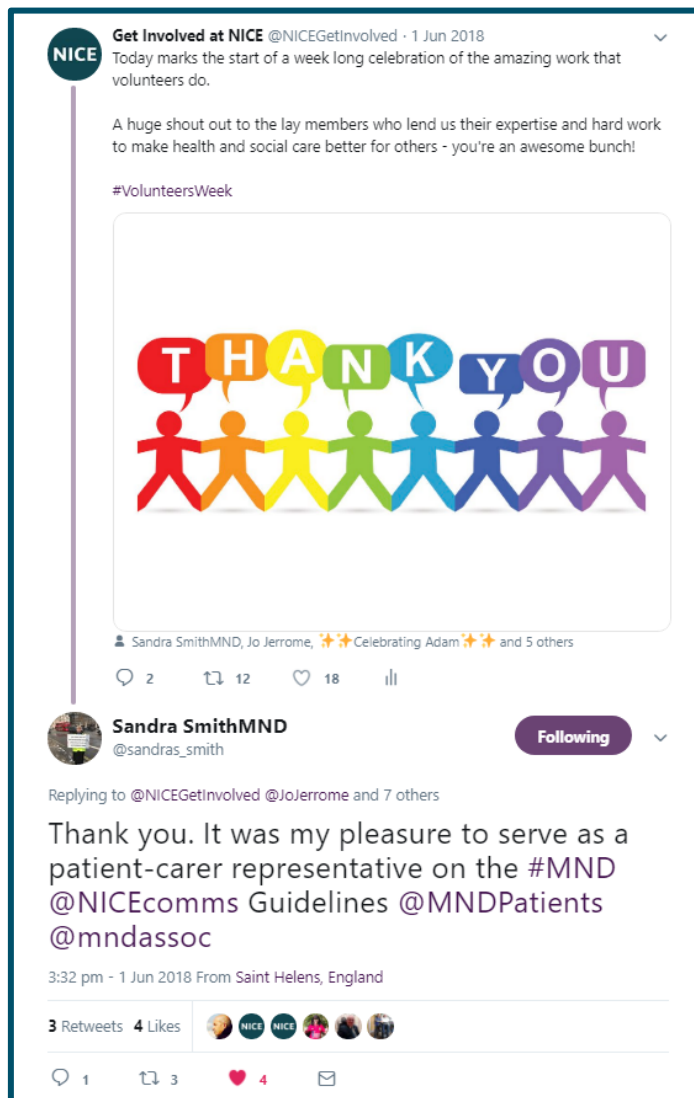 NICE
Get Involved at NICE @NICEGetInvolved · 1 Jun 2018
Today marks the start of a week long celebration of the amazing work that
volunteers do.
A huge shout out to the lay members who lend us their expertise and hard work
to make health and social care better for others - you're an awesome bunch!
#VolunteersWeek
THANK YOU
Sandra SmithMND, Jo Jerrome, ✨✨Celebrating Adam✨✨ and 5 others
2 12 18
Sandra SmithMND
@sandras_smith
Following
Replying to @NICEGetInvolved @JoJerrome and 7 others
Thank you. It was my pleasure to serve as a
patient-carer representative on the #MND
@NICEcomms Guidelines @MNDPatients
@mndassoc
3:32 pm - 1 Jun 2018 From Saint Helens, England
3 Retweets 4 Likes NICE NICE
1 3 4